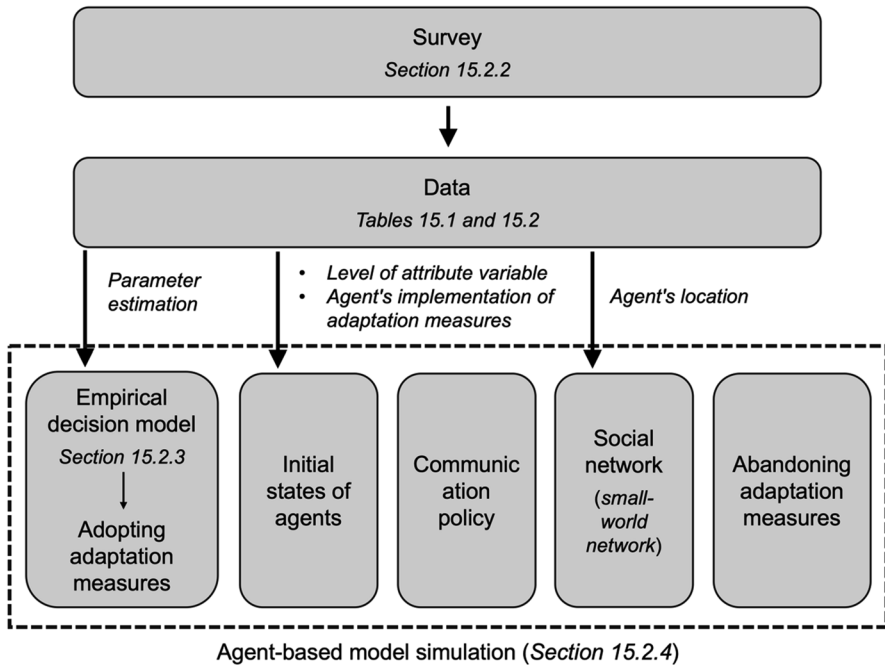 Survey
Section 15.2.2
Data
Tables 15.1 and 15.2
Parameter
estimation
• Level of attribute variable
• Agent's implementation of
adaptation measures
Agent's location
Empirical
decision model
Section 15.2.3
Adopting
adaptation
measures
Initial
states of
agents
Communic
ation
policy
Social
network
(small-
world
network)
Abandoning
adaptation
measures
Agent-based model simulation (Section 15.2.4)